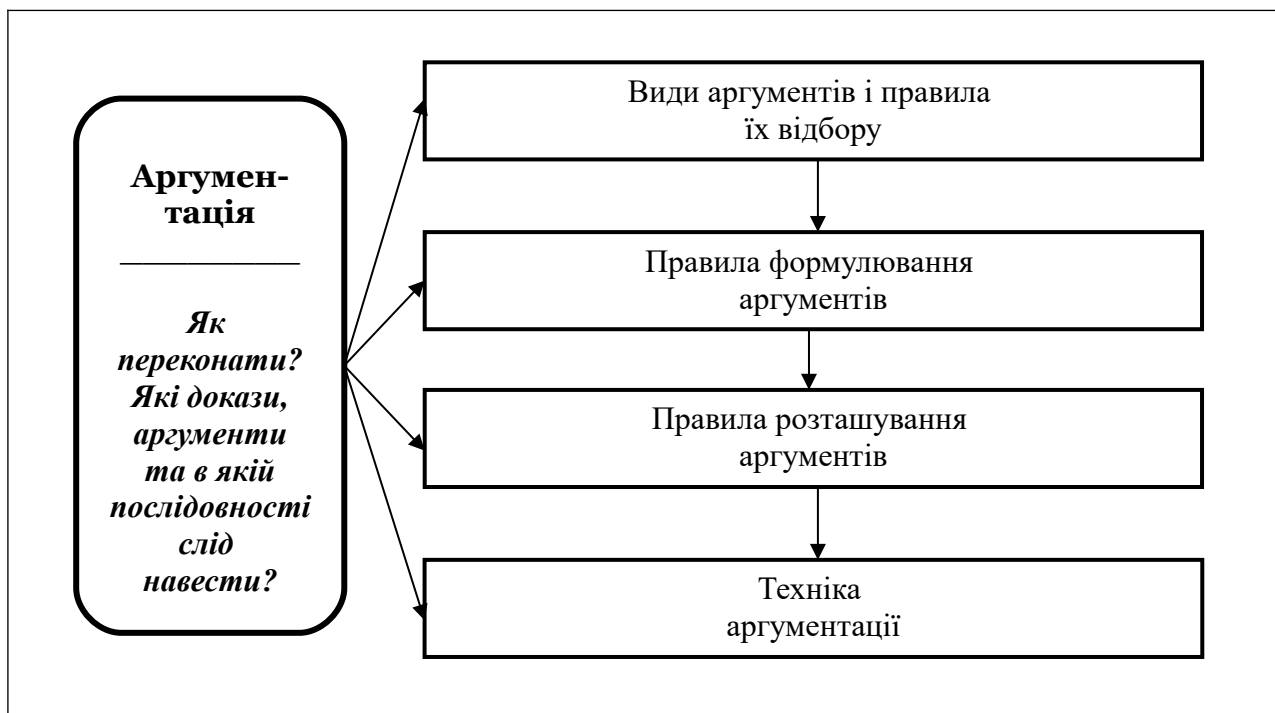 Аргумен-
тація
Як
переконати?
Які докази,
аргументи
та в якій
послідовності
слід
навести?
Види аргументів і правила
їх відбору
Правила формулювання
аргументів
Правила розташування
аргументів
Техніка
аргументації